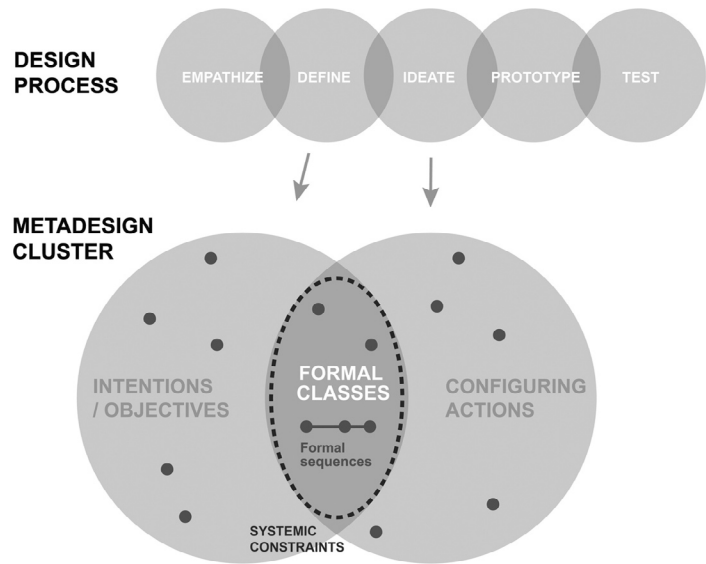 DESIGN
PROCESS
EMPATHIZE
DEFINE
IDEATE
PROTOTYPE
TEST
METADESIGN
CLUSTER
INTENTIONS
/ OBJECTIVES
FORMAL
CLASSES
Formal
sequences
CONFIGURING
ACTIONS
SYSTEMIC
CONSTRAINTS